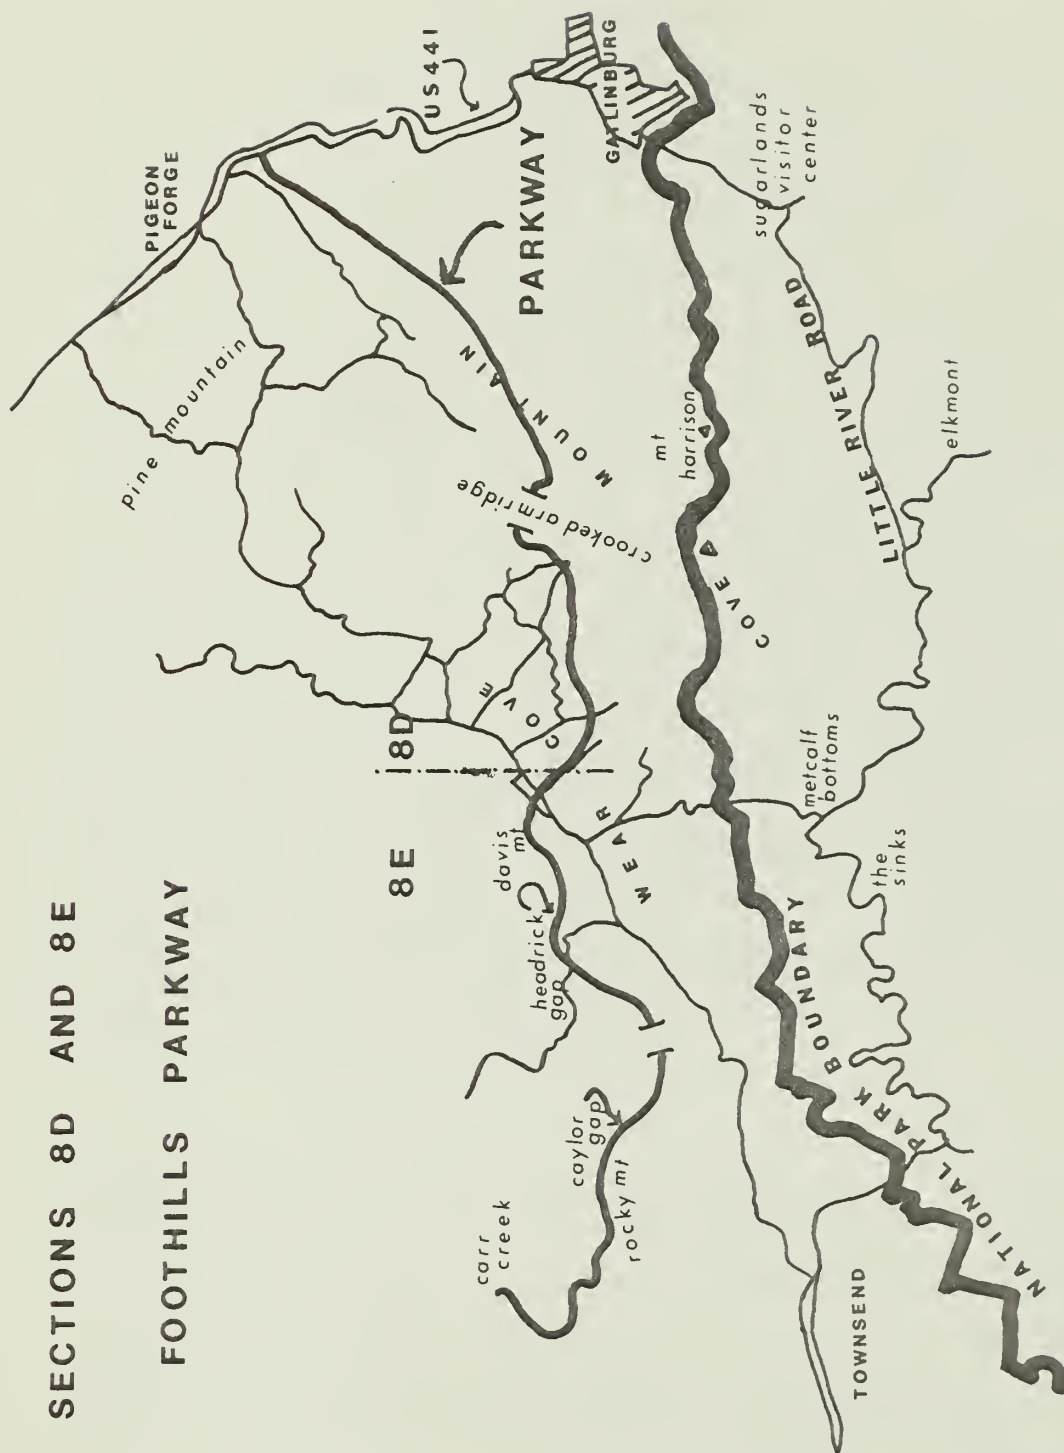 SECTIONS 8D AND 8E
FOOTHILLS PARKWAY
carr
creek
caylor
gap
rocky mt
headrick
gap
davis
mt
8E
8D
pine mountain
PIGEON
FORGE
US 441
PARKWAY
GATLINBURG
WEAR COVE
crooked arm ridge
COVE MOUNTAIN
mt
harrison
sugarlands
visitor
center
LITTLE RIVER ROAD
elkmont
metcalf
bottoms
the
sinks
NATIONAL PARK BOUNDARY
TOWNSEND